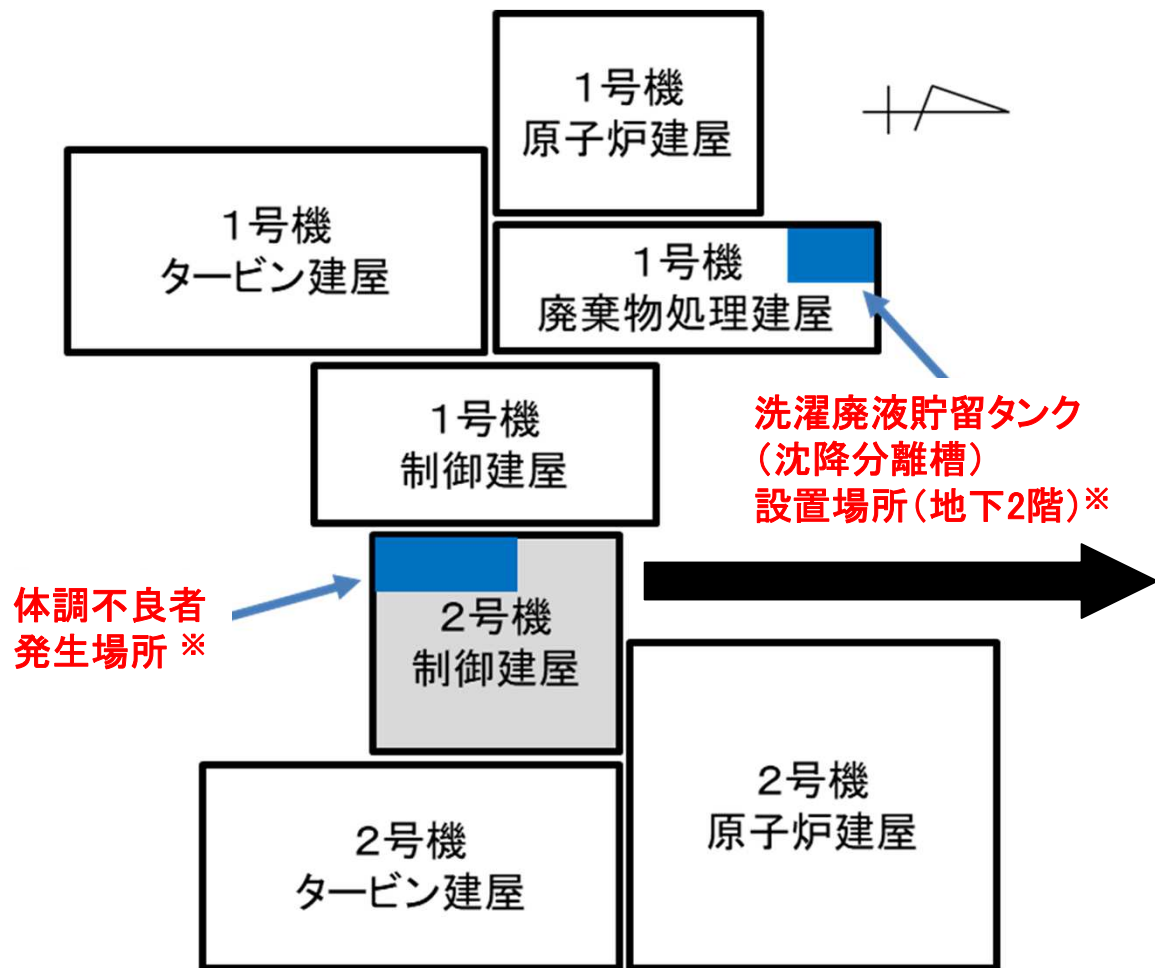 1号機
原子炉建屋
1号機
タービン建屋
1号機
廃棄物処理建屋
洗濯廃液貯留タンク
（沈降分離槽）
設置場所（地下2階）※
1号機
制御建屋
体調不良者
発生場所 ※
2号機
制御建屋
2号機
原子炉建屋
2号機
タービン建屋